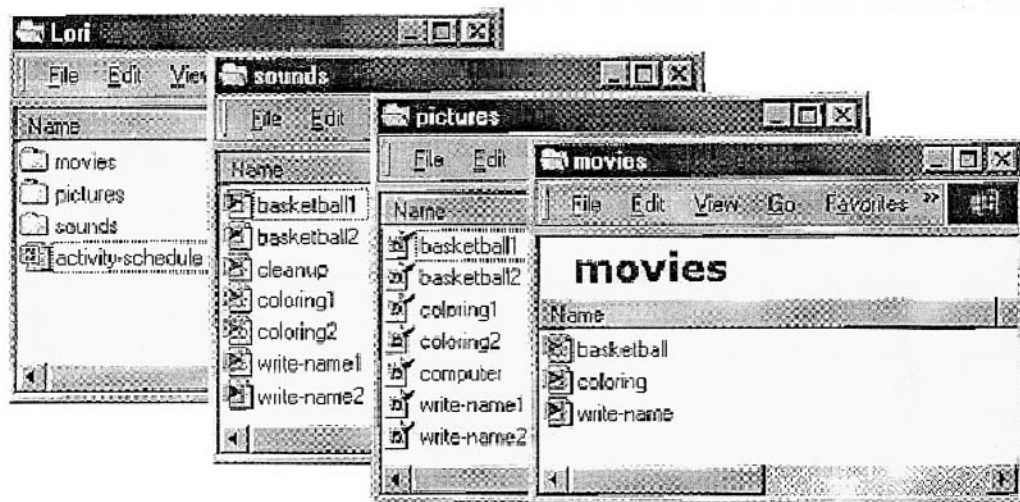 Lori
File Edit View
Name
movies
pictures
sounds
activity-schedule
sounds
File Edit
Name
basketball1
basketball2
cleanup
coloring1
coloring2
write-name1
write-name2
pictures
File Edit
Name
basketball1
basketball2
coloring1
coloring2
computer
write-name1
write-name2
movies
File Edit View Go Favorites »
movies
Name
basketball
coloring
write-name